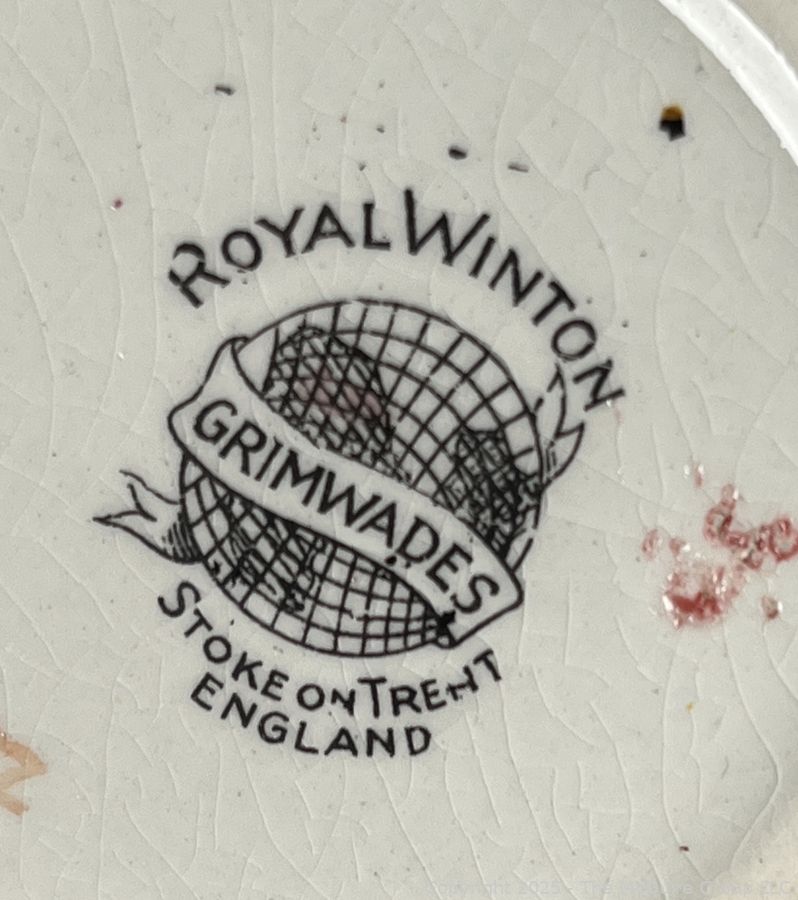 ROYAL WINTON
GRIMWADES
STOKE ON TRENT
ENGLAND